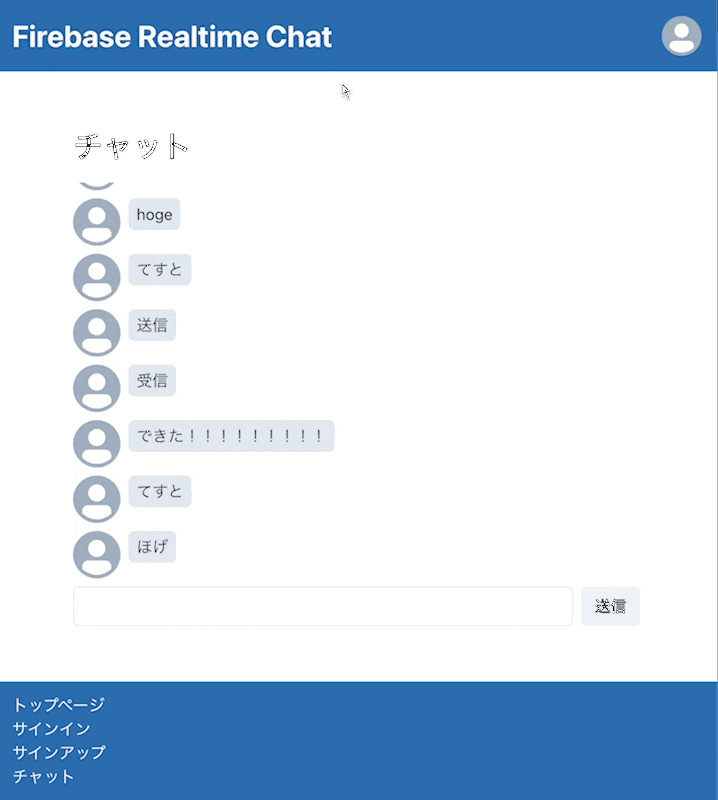 Firebase Realtime Chat
チャット
hoge
てすと
送信
受信
できた！！！！！！！！！
てすと
ほげ
送信
トップページ
サインイン
サインアップ
チャット